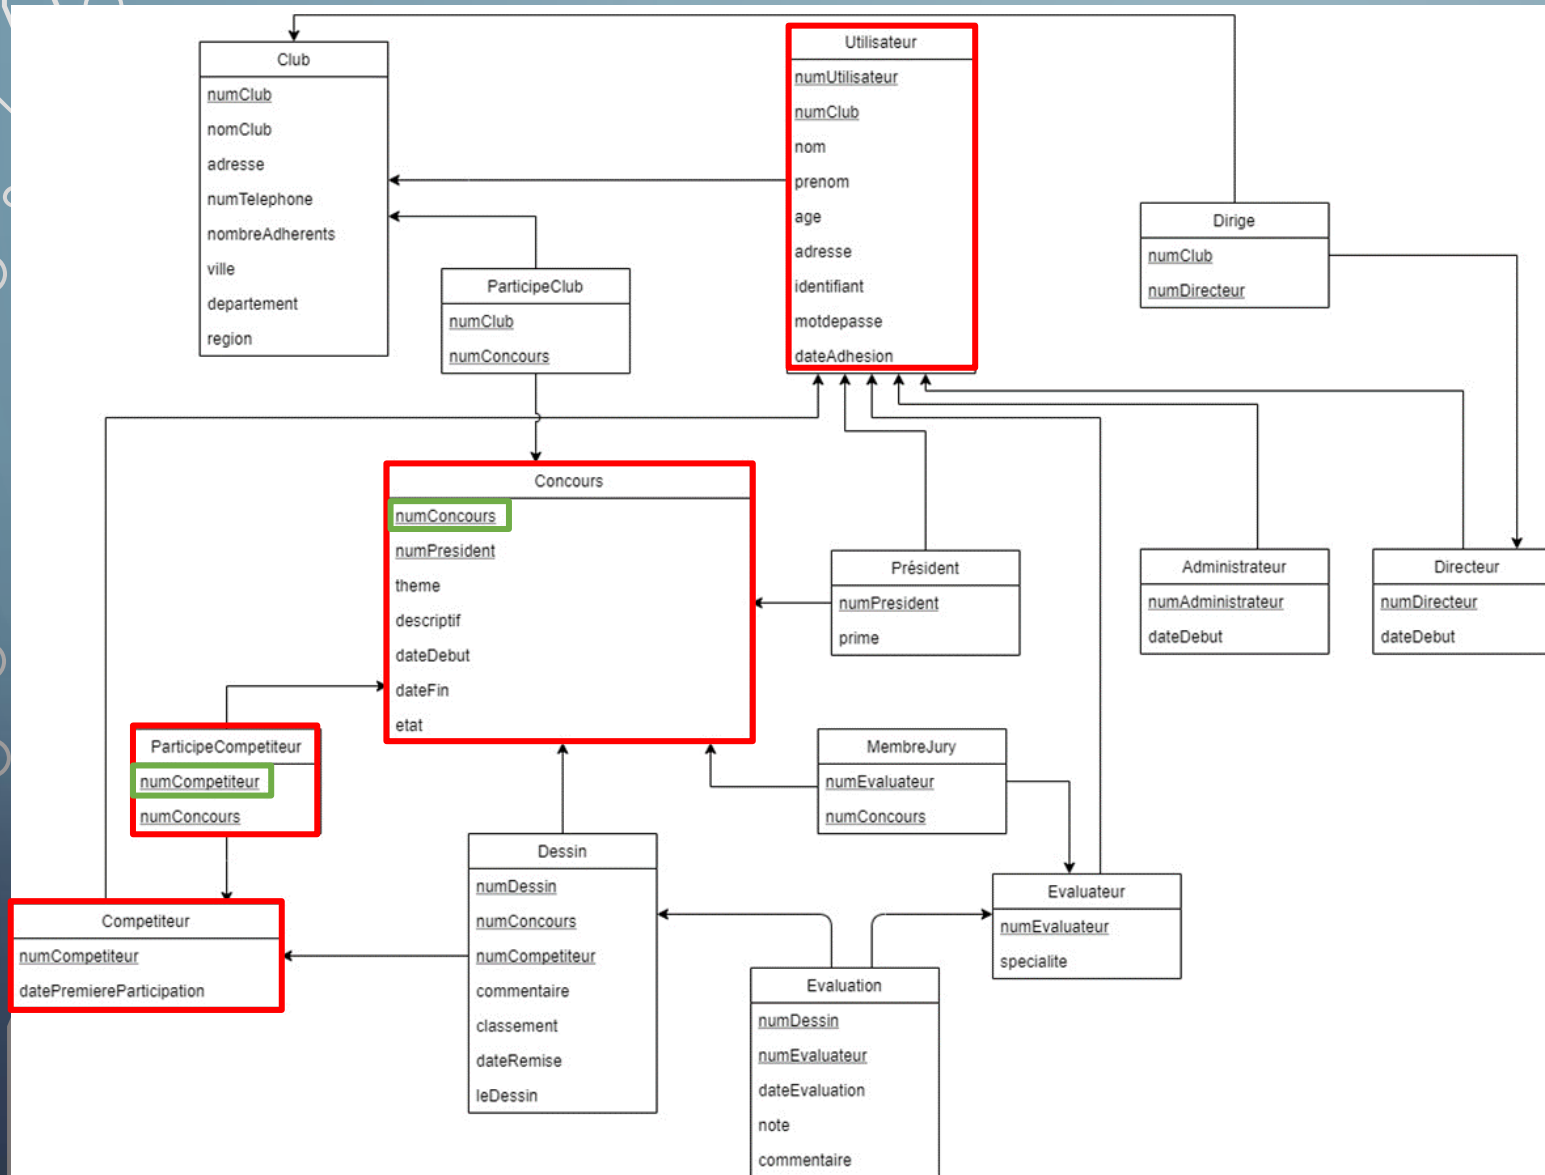 Club
numClub
nomClub
adresse
numTelephone
nombreAdherents
ville
departement
region
Utilisateur
numUtilisateur
numClub
nom
prenom
age
adresse
identifiant
motdepasse
dateAdhesion
Dirige
numClub
numDirecteur
ParticipeClub
numClub
numConcours
Concours
numConcours
numPresident
theme
descriptif
dateDebut
dateFin
etat
Président
numPresident
prime
Administrateur
numAdministrateur
dateDebut
Directeur
numDirecteur
dateDebut
ParticipeCompetiteur
numCompetiteur
numConcours
MembreJury
numEvaluateur
numConcours
Dessin
numDessin
numConcours
numCompetiteur
commentaire
classement
dateRemise
leDessin
Competiteur
numCompetiteur
datePremiereParticipation
Evaluateur
numEvaluateur
specialite
Evaluation
numDessin
numEvaluateur
dateEvaluation
note
commentaire